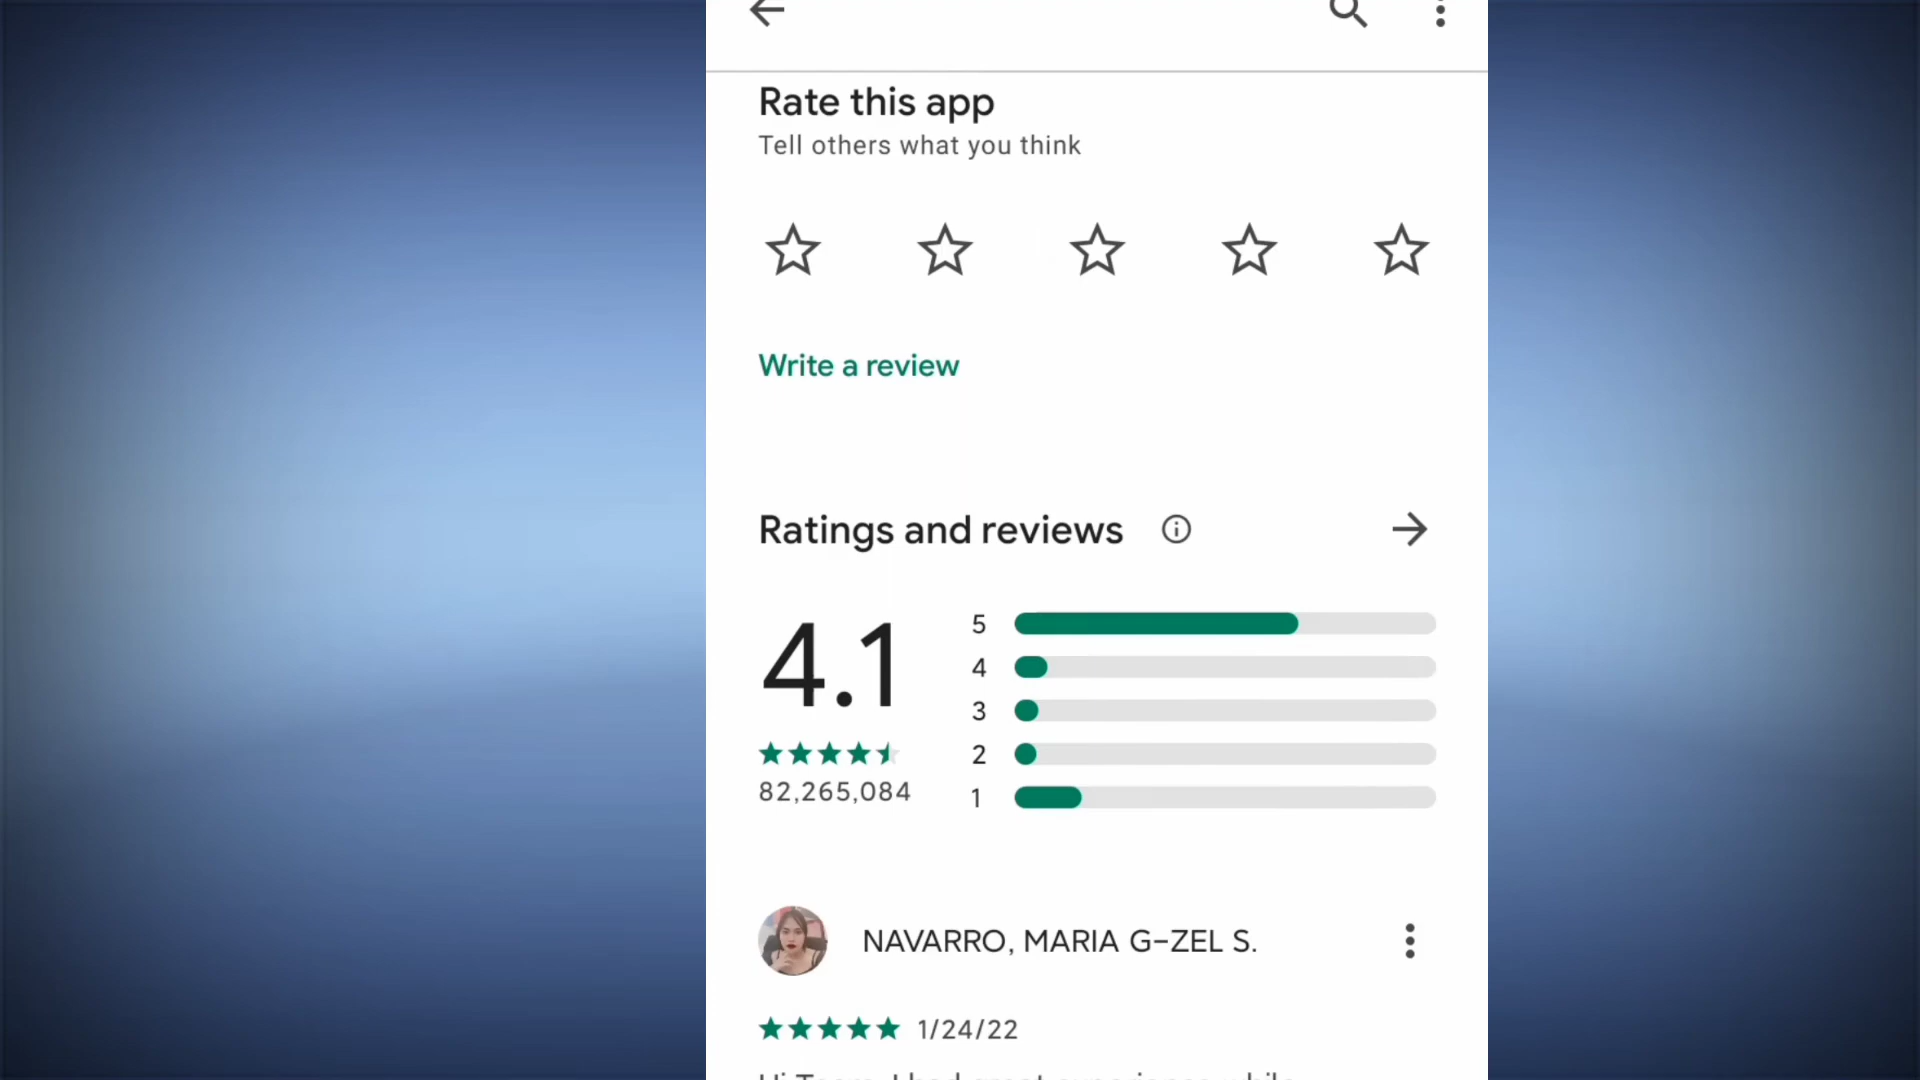 Rate this app
Tell others what you think
Write a review
Ratings and reviews
4.1
82,265,084
5
4
3
2
1
NAVARRO, MARIA G-ZEL S.
1/24/22